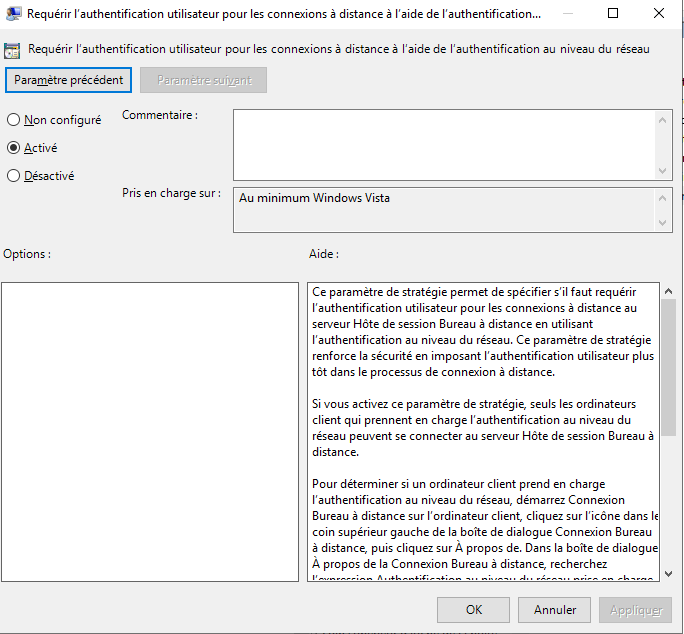 Requérir l'authentification utilisateur pour les connexions à distance à l'aide de l'authentification...
Requérir l'authentification utilisateur pour les connexions à distance à l'aide de l'authentification au niveau du réseau
Paramètre précédent
Paramètre suivant
Non configuré
Commentaire :
Activé
Désactivé
Pris en charge sur :
Au minimum Windows Vista
Options :
Aide :
Ce paramètre de stratégie permet de spécifier s'il faut requérir
l'authentification utilisateur pour les connexions à distance au
serveur Hôte de session Bureau à distance en utilisant
l'authentification au niveau du réseau. Ce paramètre de stratégie
renforce la sécurité en imposant l'authentification utilisateur plus
tôt dans le processus de connexion à distance.
Si vous activez ce paramètre de stratégie, seuls les ordinateurs
client qui prennent en charge l'authentification au niveau du
réseau peuvent se connecter au serveur Hôte de session Bureau à
distance.
Pour déterminer si un ordinateur client prend en charge
l'authentification au niveau du réseau, démarrez Connexion
Bureau à distance sur l'ordinateur client, cliquez sur l'icône dans le
coin supérieur gauche de la boîte de dialogue Connexion Bureau
à distance, puis cliquez sur À propos de. Dans la boîte de dialogue
À propos de la Connexion Bureau à distance, recherchez
l'expression Authentification au niveau du réseau prise en charge
OK
Annuler
Appliquer